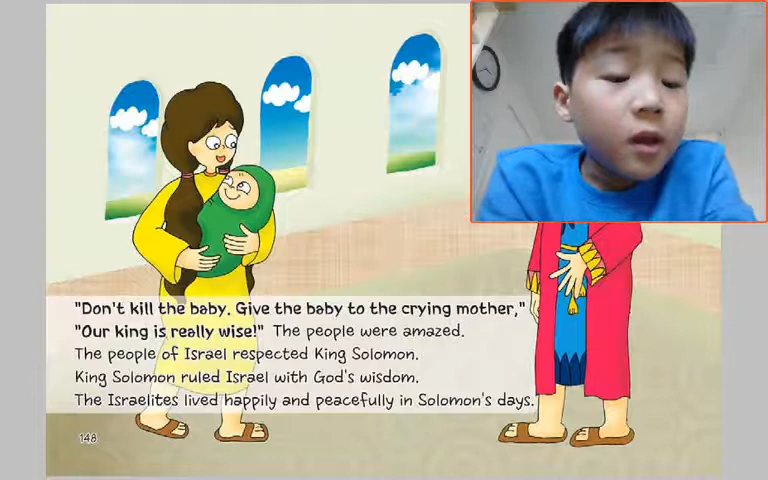 "Don't kill the baby. Give the baby to the crying mother,"
"Our king is really wise!" The people were amazed.
The people of Israel respected King Solomon.
King Solomon ruled Israel with God's wisdom.
The Israelites lived happily and peacefully in Solomon's days.
148